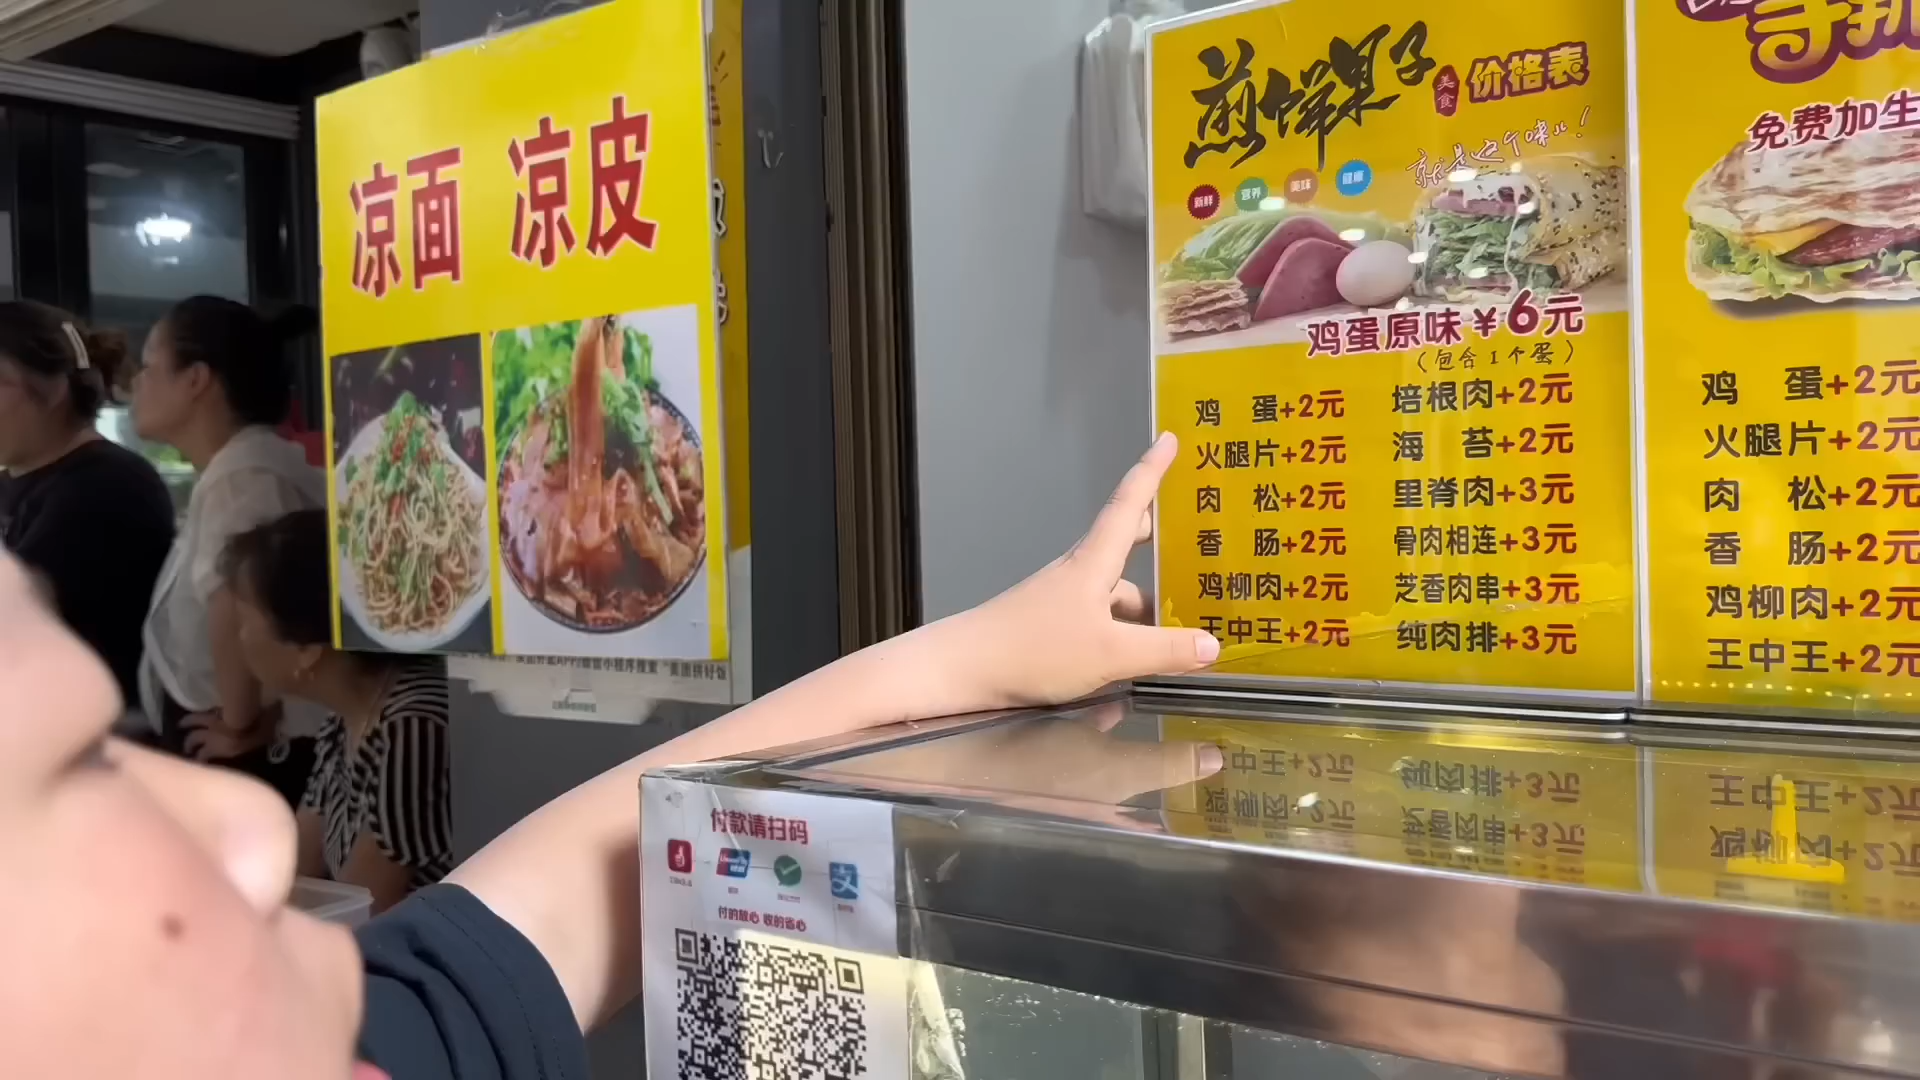 凉面 凉皮
煎饼果子
美食
价格表
就是这个味儿!
新鲜
营养
美味
健康
鸡蛋原味￥6元
(包含1个蛋)
鸡 蛋+2元
培根肉+2元
火腿片+2元
海 苔+2元
肉 松+2元
里脊肉+3元
香 肠+2元
骨肉相连+3元
鸡柳肉+2元
芝香肉串+3元
王中王+2元
纯肉排+3元
免费加生
鸡 蛋+2元
火腿片+2元
肉 松+2元
香 肠+2元
鸡柳肉+2元
王中王+2元
付款请扫码
付的放心 收的省心